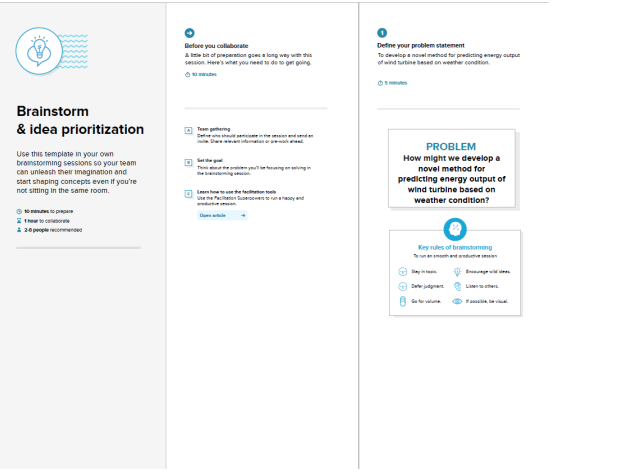 Brainstorm
& idea prioritization
Use this template in your own
brainstorming sessions so your team
can unleash their imagination and
start shaping concepts even if you're
not sitting in the same room.
10 minutes to prepare
1 hour to collaborate
2-8 people recommended
Before you collaborate
A little bit of preparation goes a long way with this
session. Here's what you need to do to get going.
10 minutes
A
Team gathering
Define who should participate in the session and send an
invite. Share relevant information or pre-work ahead.
B
Set the goal
Think about the problem you'll be focusing on solving in
the brainstorming session.
C
Learn how to use the facilitation tools
Use the Facilitation Superpowers to run a happy and
productive session.
Open article
1
Define your problem statement
To develop a novel method for predicting energy output
of wind turbine based on weather condition.
5 minutes
PROBLEM
How might we develop a
novel method for
predicting energy output of
wind turbine based on
weather condition?
Key rules of brainstorming
To run an smooth and productive session
Stay in topic.
Encourage wild ideas.
Defer judgment.
Listen to others.
Go for volume.
If possible, be visual.